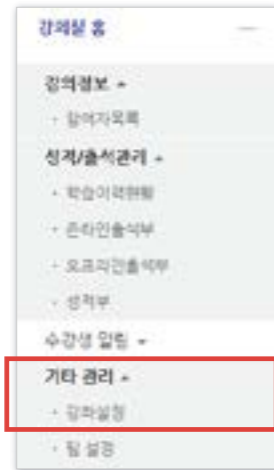 강의실 홈
강의정보
참여자목록
성적/출석관리
학습이력현황
온라인출석부
오프라인출석부
성적부
수강생 알림
기타 관리
강좌설정
팀 설정